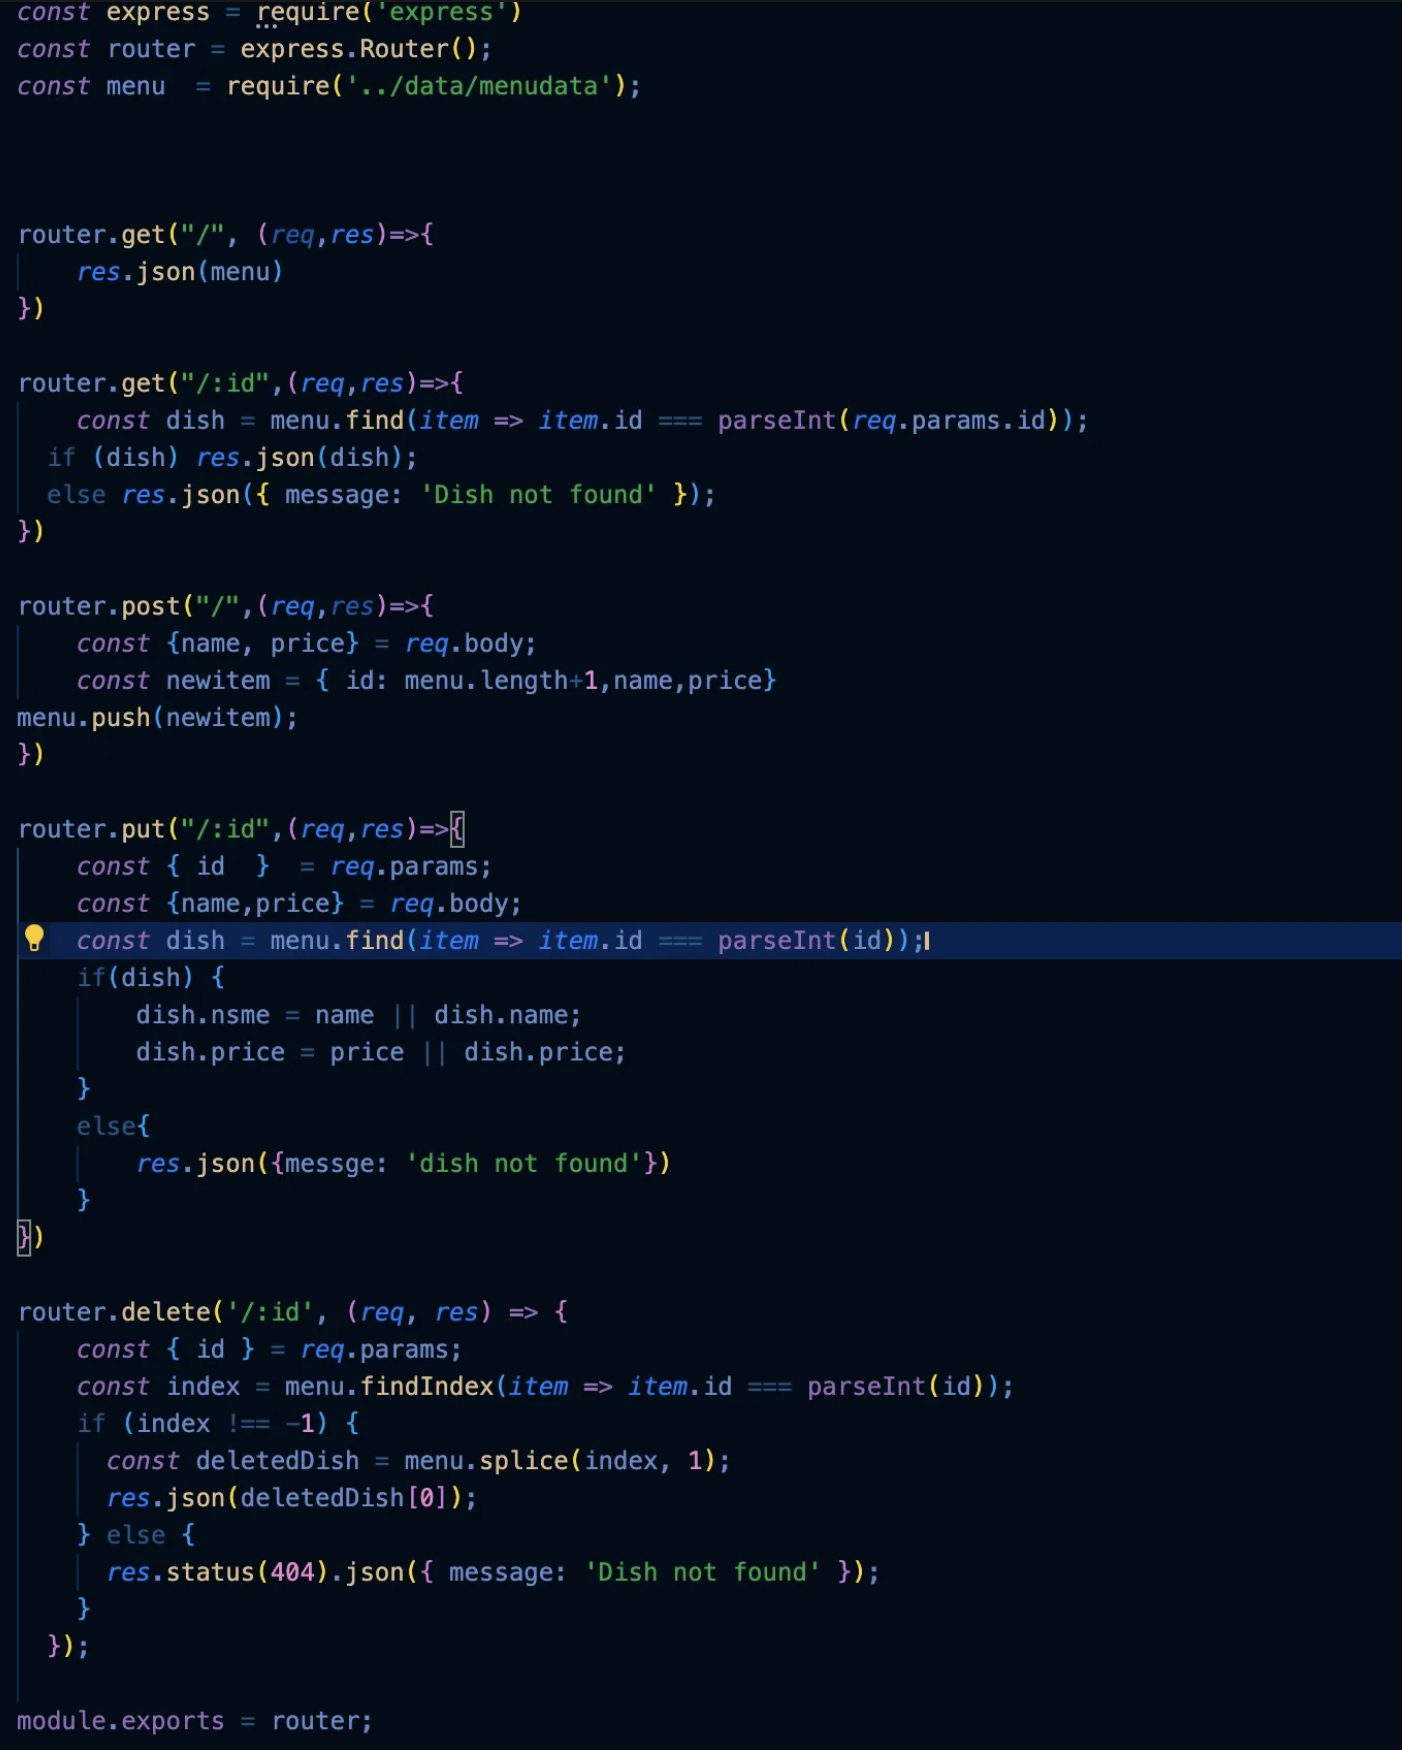 const express = require('express')
const router = express.Router();
const menu  = require('../data/menudata');
router.get("/", (req,res)=>{
    res.json(menu)
})
router.get("/:id",(req,res)=>{
    const dish = menu.find(item => item.id === parseInt(req.params.id));
  if (dish) res.json(dish);
  else res.json({ message: 'Dish not found' });
})
router.post("/",(req,res)=>{
    const {name, price} = req.body;
    const newitem = { id: menu.length+1,name,price}
menu.push(newitem);
})
router.put("/:id",(req,res)=>{
    const { id  }  = req.params;
    const {name,price} = req.body;
    const dish = menu.find(item => item.id === parseInt(id));
    if(dish) {
        dish.nsme = name || dish.name;
        dish.price = price || dish.price;
    }
    else{
        res.json({messge: 'dish not found'})
    }
})
router.delete('/:id', (req, res) => {
    const { id } = req.params;
    const index = menu.findIndex(item => item.id === parseInt(id));
    if (index !== -1) {
      const deletedDish = menu.splice(index, 1);
      res.json(deletedDish[0]);
    } else {
      res.status(404).json({ message: 'Dish not found' });
    }
  });
module.exports = router;